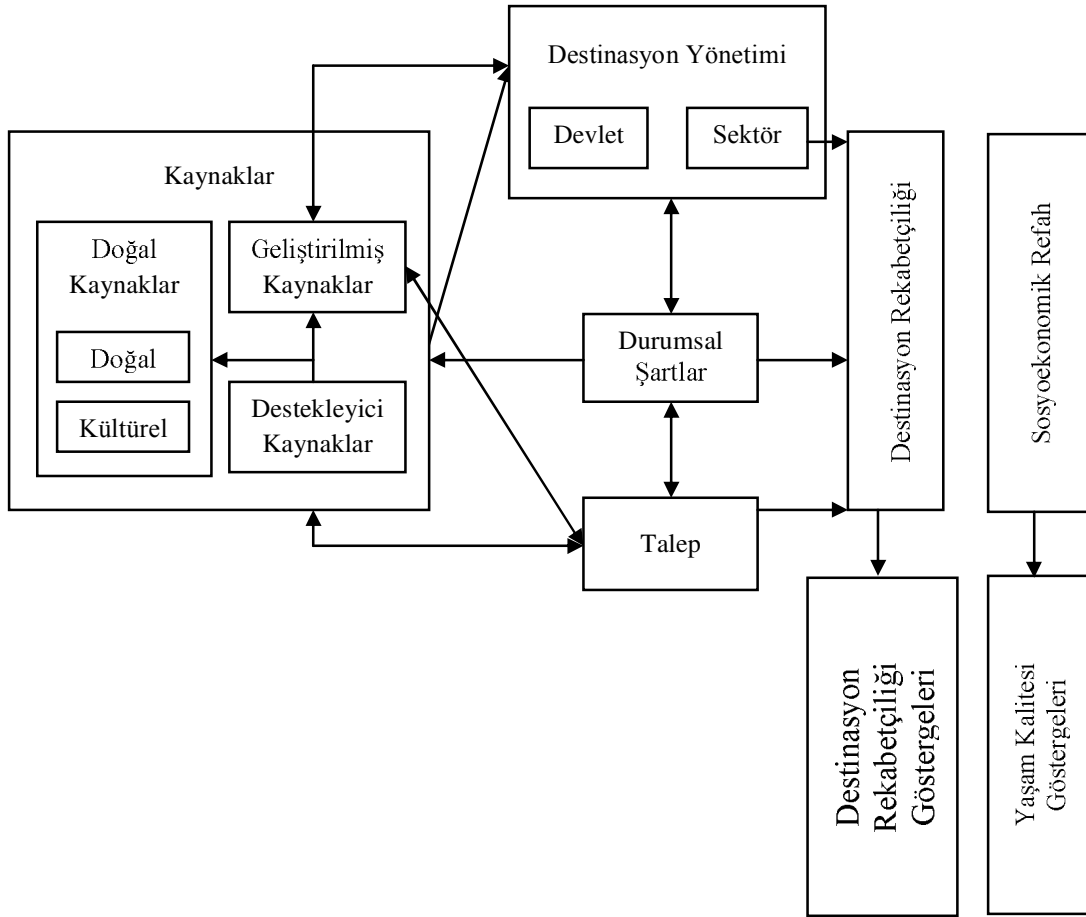 Destinasyon Yönetimi
Devlet
Sektör
Kaynaklar
Doğal
Kaynaklar
Geliştirilmiş
Kaynaklar
Doğal
Kültürel
Destekleyici
Kaynaklar
Durumsal
Şartlar
Talep
Destinasyon Rekabetçiliği
Sosyoekonomik Refah
Destinasyon
Rekabetçiliği
Göstergeleri
Yaşam Kalitesi
Göstergeleri